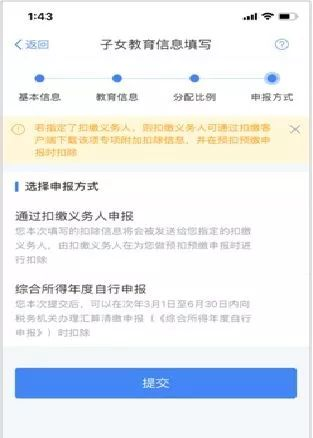 1:43
返回
子女教育信息填写
基本信息
教育信息
分配比例
申报方式
若指定了扣缴义务人，则扣缴义务人可通过扣缴客
户端下载该项专项附加扣除信息，并在预扣预缴申
报时扣除
选择申报方式
通过扣缴义务人申报
您本次填写的扣除信息将会被发送给您指定的扣缴
义务人，由扣缴义务人在为您做预扣预缴申报时进
行扣除
综合所得年度自行申报
您本次提交后，可以在次年3月1日至6月30日内向
税务机关办理汇算清缴申报（《综合所得年度自行
申报》）时扣除
提交